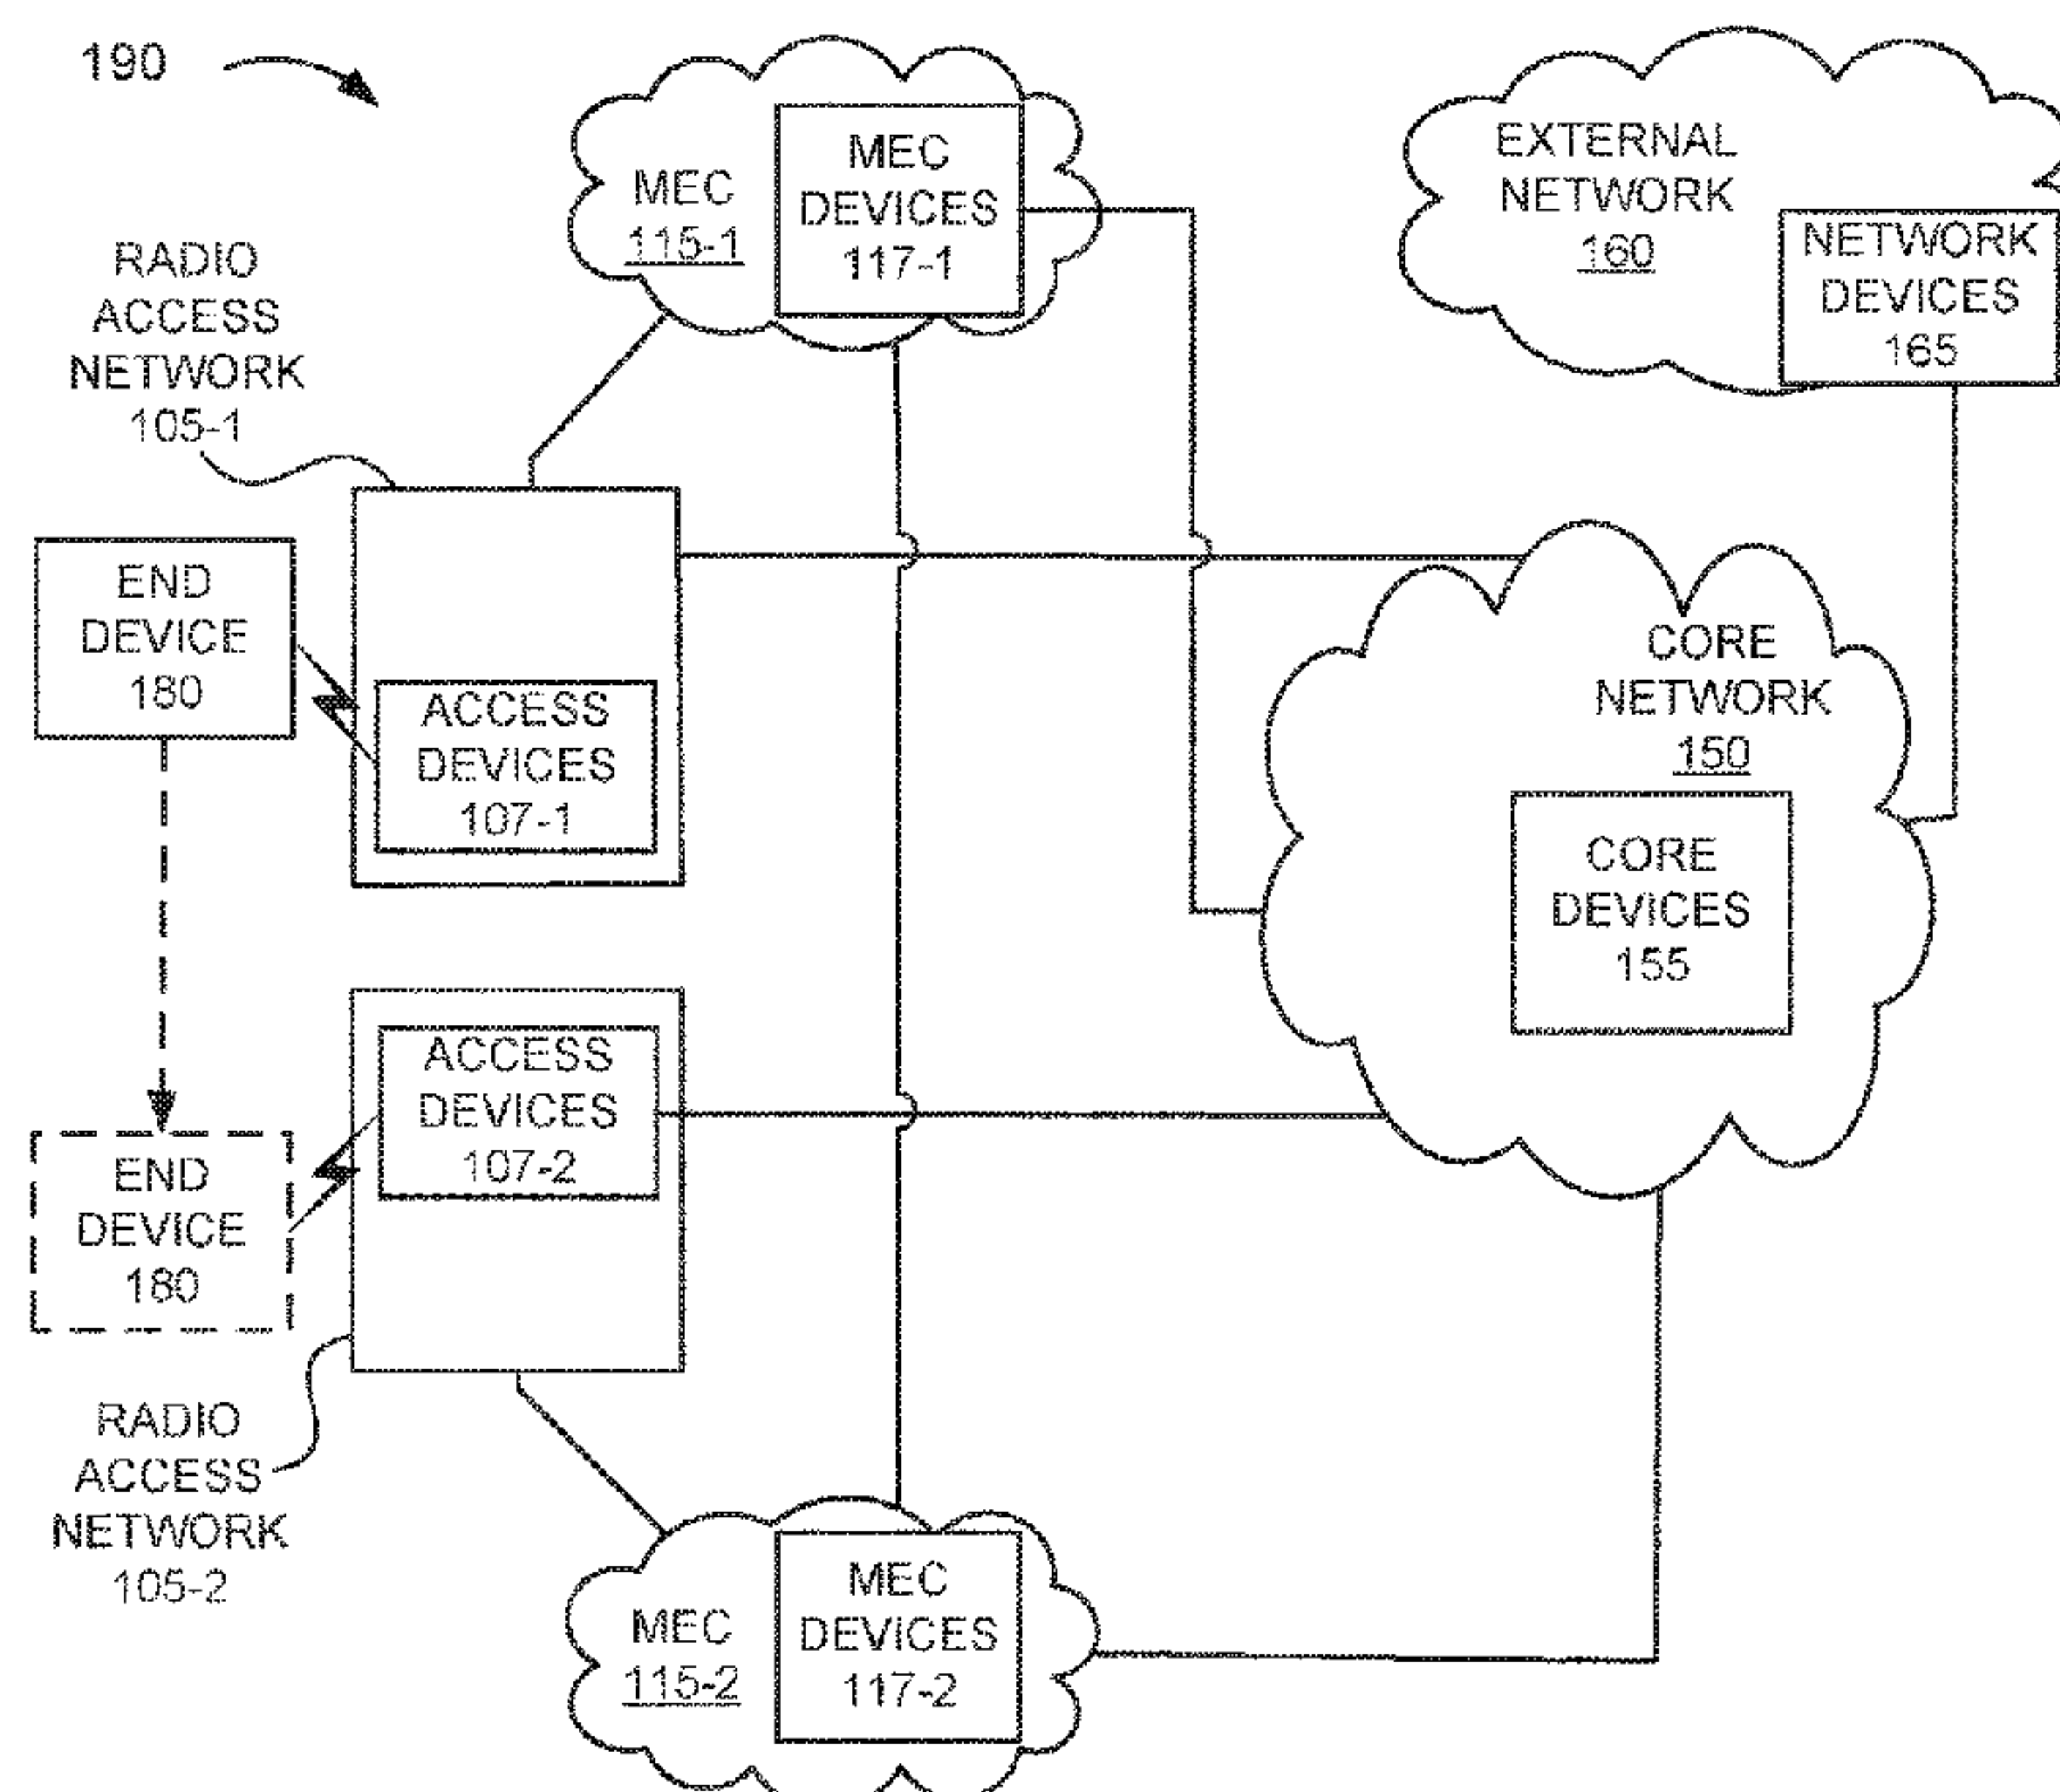 190
MEC
115-1
MEC
DEVICES
117-1
EXTERNAL
NETWORK
160
NETWORK
DEVICES
165
RADIO
ACCESS
NETWORK
105-1
END
DEVICE
180
ACCESS
DEVICES
107-1
CORE
NETWORK
150
CORE
DEVICES
155
ACCESS
DEVICES
107-2
END
DEVICE
180
RADIO
ACCESS
NETWORK
105-2
MEC
115-2
MEC
DEVICES
117-2